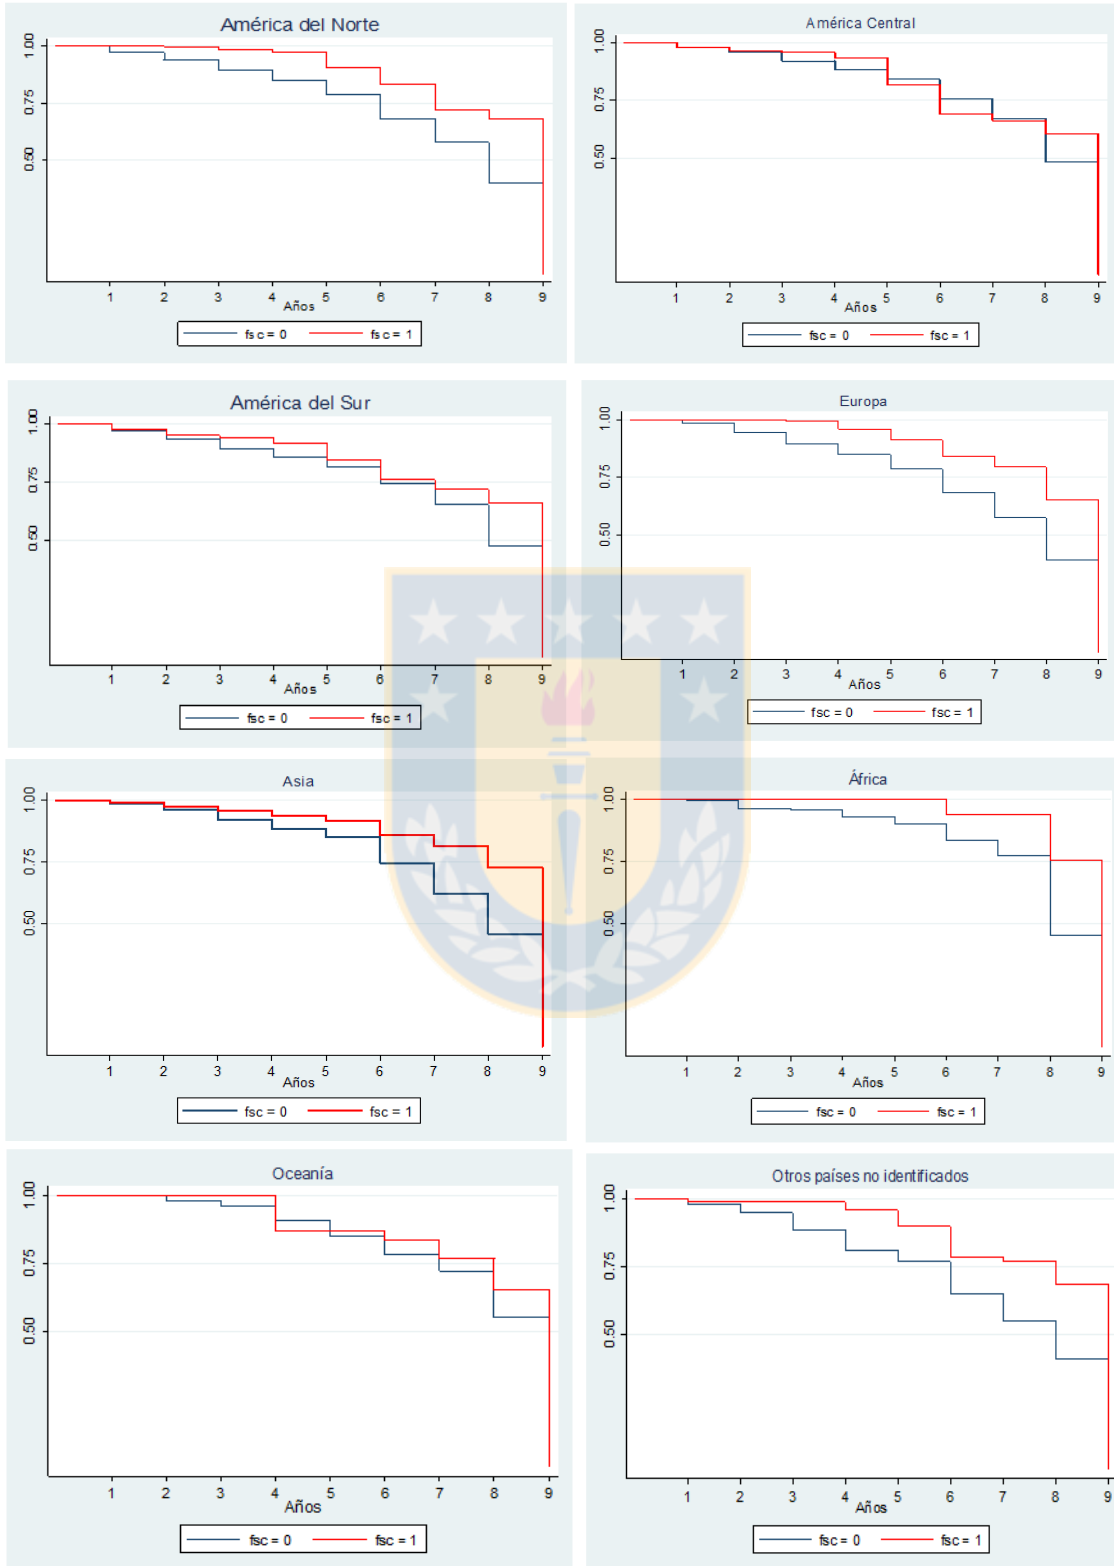 América del Norte
1.00
0.75
0.50
1 2 3 4 5 6 7 8 9
Años
fsc = 0 fsc = 1
América Central
1.00
0.75
0.50
1 2 3 4 5 6 7 8 9
Años
fsc = 0 fsc = 1
América del Sur
1.00
0.75
0.50
1 2 3 4 5 6 7 8 9
Años
fsc = 0 fsc = 1
Europa
1.00
0.75
0.50
1 2 3 4 5 6 7 8 9
Años
fsc = 0 fsc = 1
Asia
1.00
0.75
0.50
1 2 3 4 5 6 7 8 9
Años
fsc = 0 fsc = 1
África
1.00
0.75
0.50
1 2 3 4 5 6 7 8 9
Años
fsc = 0 fsc = 1
Oceanía
1.00
0.75
0.50
1 2 3 4 5 6 7 8 9
Años
fsc = 0 fsc = 1
Otros países no identificados
1.00
0.75
0.50
1 2 3 4 5 6 7 8 9
Años
fsc = 0 fsc = 1